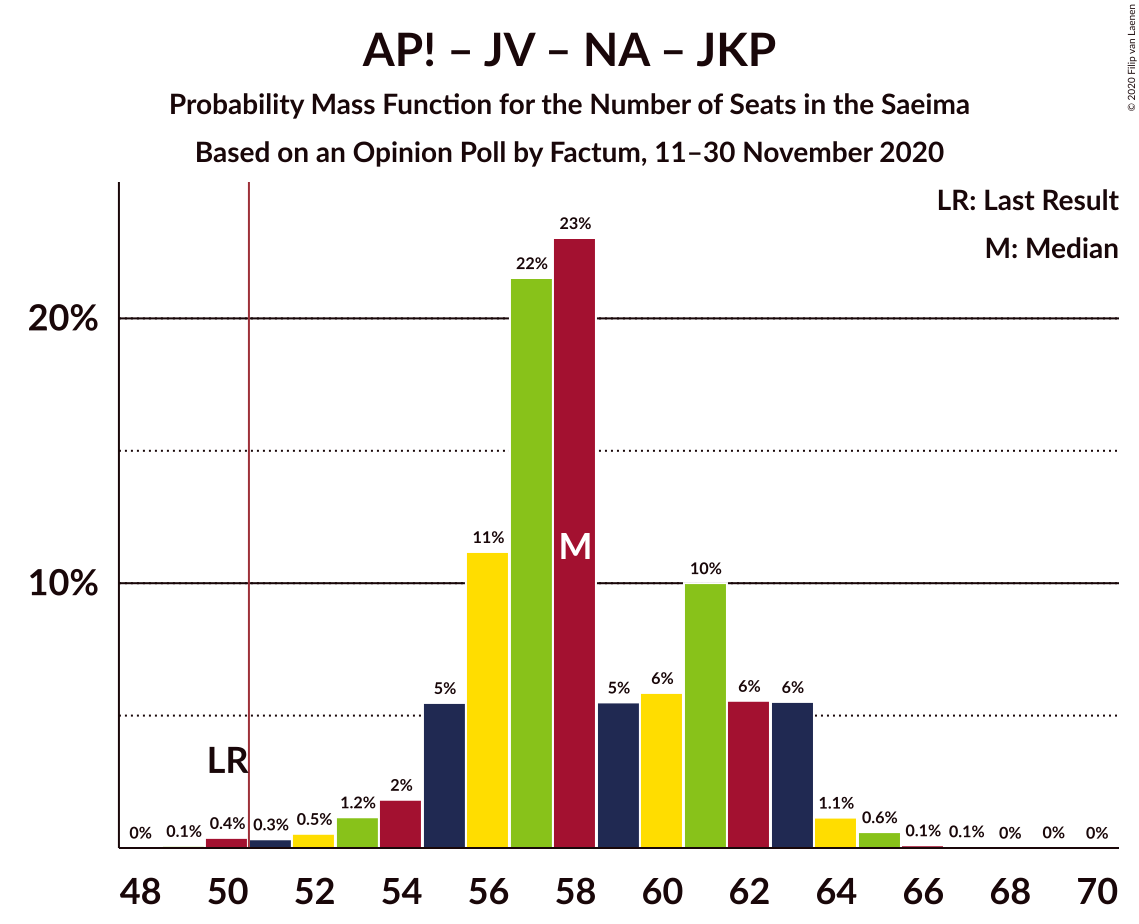 AP! – JV – NA – JKP
Probability Mass Function for the Number of Seats in the Saeima
Based on an Opinion Poll by Factum, 11–30 November 2020
© 2020 Filip van Laenen
LR: Last Result
M: Median
20%
10%
0% 0.1% 0.4% 0.3% 0.5% 1.2% 2% 5% 11% 22% 23% 5% 6% 10% 6% 6% 1.1% 0.6% 0.1% 0.1% 0% 0% 0%
LR
M
48 50 52 54 56 58 60 62 64 66 68 70